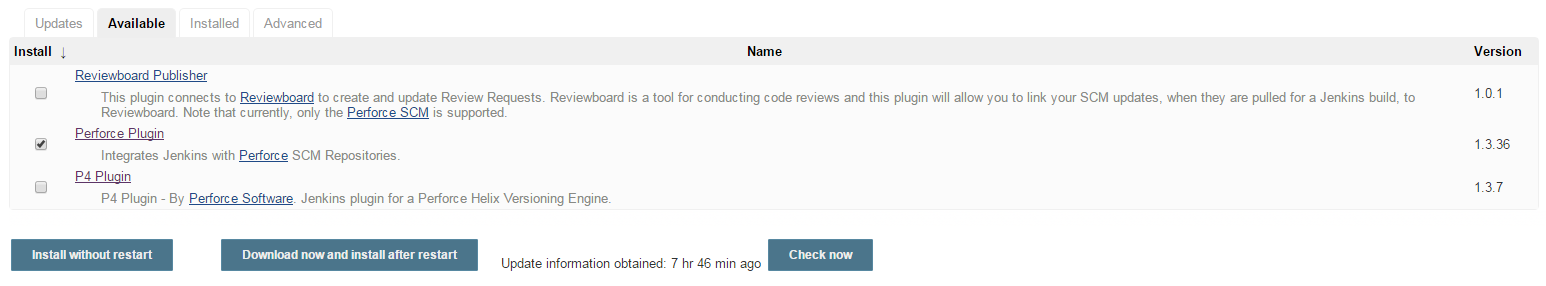 Updates Available Installed Advanced
Install ↓ Name Version
Reviewboard Publisher
This plugin connects to Reviewboard to create and update Review Requests. Reviewboard is a tool for conducting code reviews and this plugin will allow you to link your SCM updates, when they are pulled for a Jenkins build, to
Reviewboard. Note that currently, only the Perforce SCM is supported.
1.0.1
Perforce Plugin
Integrates Jenkins with Perforce SCM Repositories.
1.3.36
P4 Plugin
P4 Plugin - By Perforce Software. Jenkins plugin for a Perforce Helix Versioning Engine.
1.3.7
Install without restart Download now and install after restart Update information obtained: 7 hr 46 min ago Check now